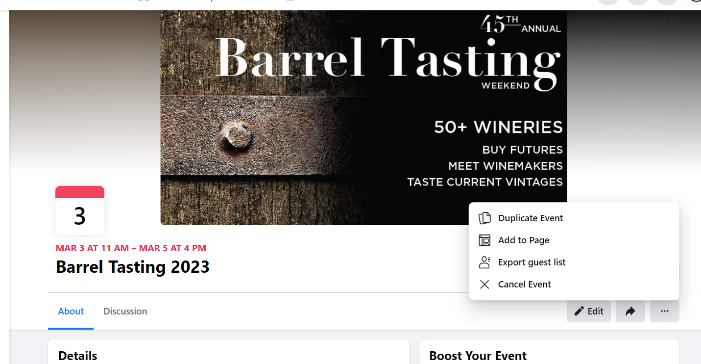 45TH ANNUAL
Barrel Tasting
WEEKEND
50+ WINERIES
BUY FUTURES
MEET WINEMAKERS
TASTE CURRENT VINTAGES
3
Duplicate Event
Add to Page
Export guest list
Cancel Event
MAR 3 AT 11 AM – MAR 5 AT 4 PM
Barrel Tasting 2023
About Discussion
Edit
Details
Boost Your Event